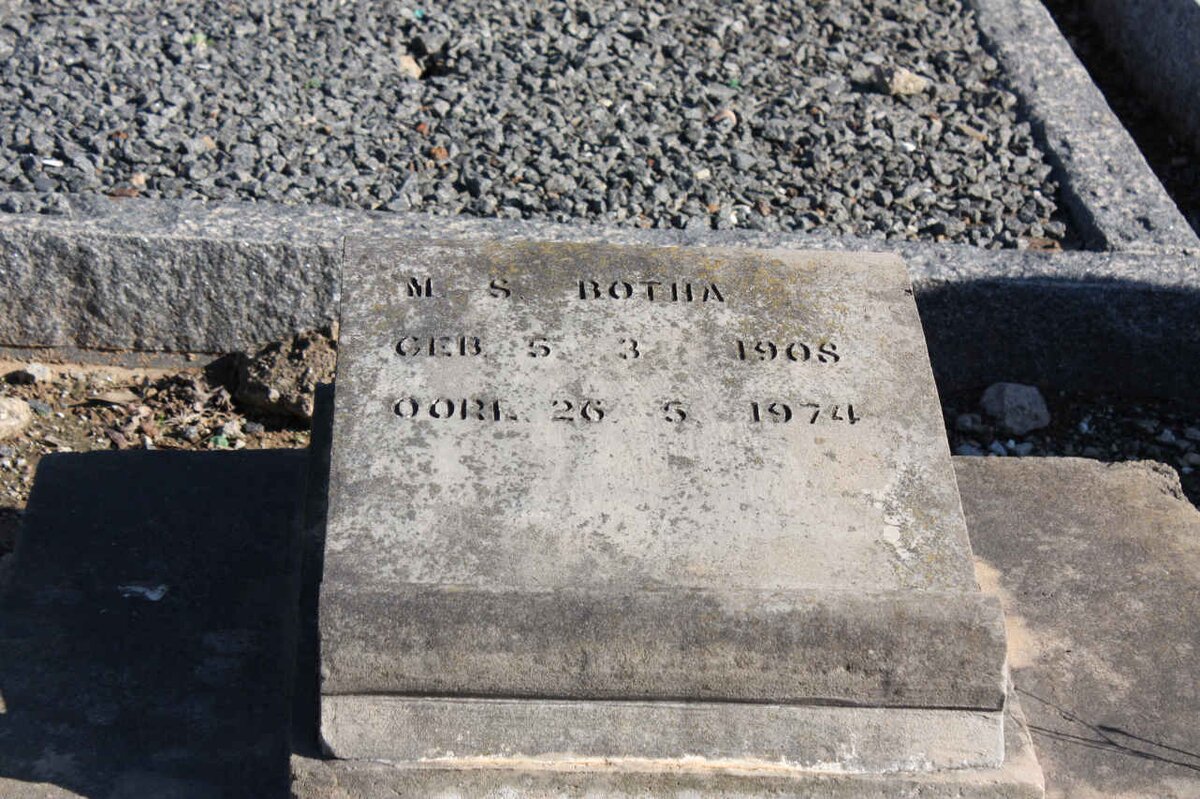 M. S. BOTHA
GEB. 5. 3. 1908
OORL. 26. 5. 1974